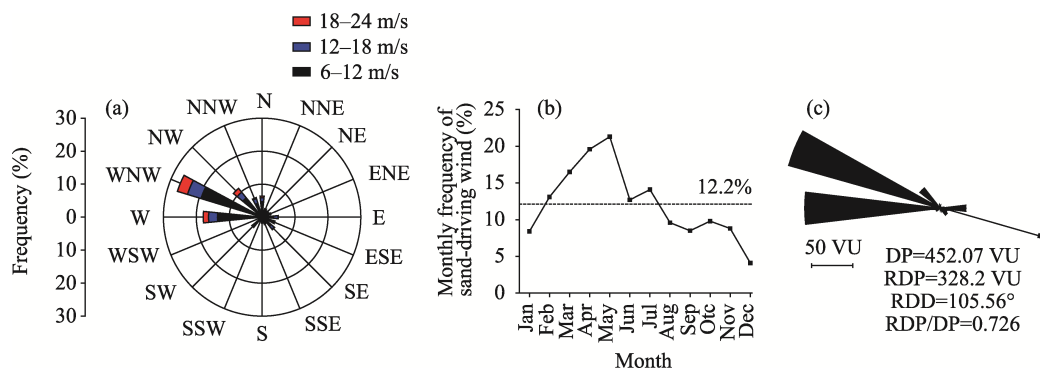 18–24 m/s
12–18 m/s
6–12 m/s
(a)
N
NNE
NE
ENE
E
ESE
SE
SSE
S
SSW
SW
WSW
W
WNW
NW
NNW
Frequency (%)
30
20
10
0
10
20
30
(b)
Monthly frequency of
sand-driving wind (%)
25
20
15
10
5
0
12.2%
Jan
Feb
Mar
Apr
May
Jun
Jul
Aug
Sep
Otc
Nov
Dec
Month
(c)
50 VU
DP=452.07 VU
RDP=328.2 VU
RDD=105.56°
RDP/DP=0.726